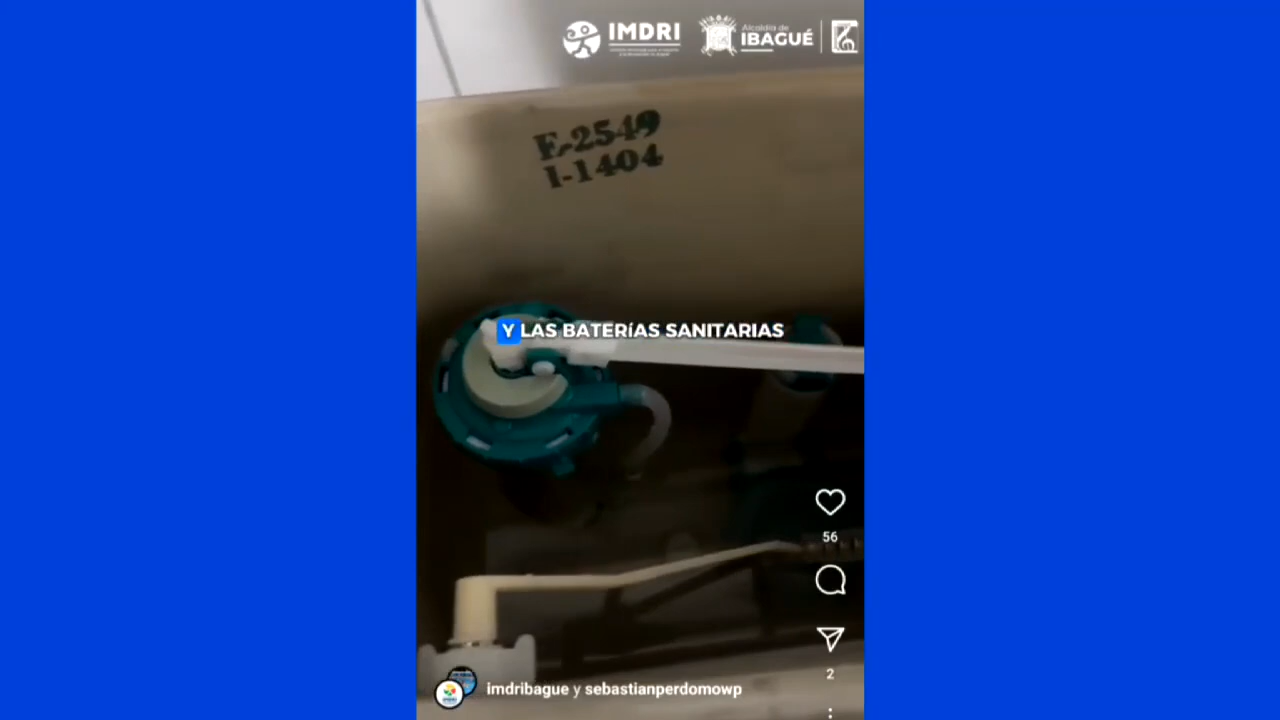 IMDRI
Alcaldía de
IBAGUÉ
E-2549
I-1404
Y LAS BATERÍAS SANITARIAS
56
2
imdribague y sebastianperdomowp